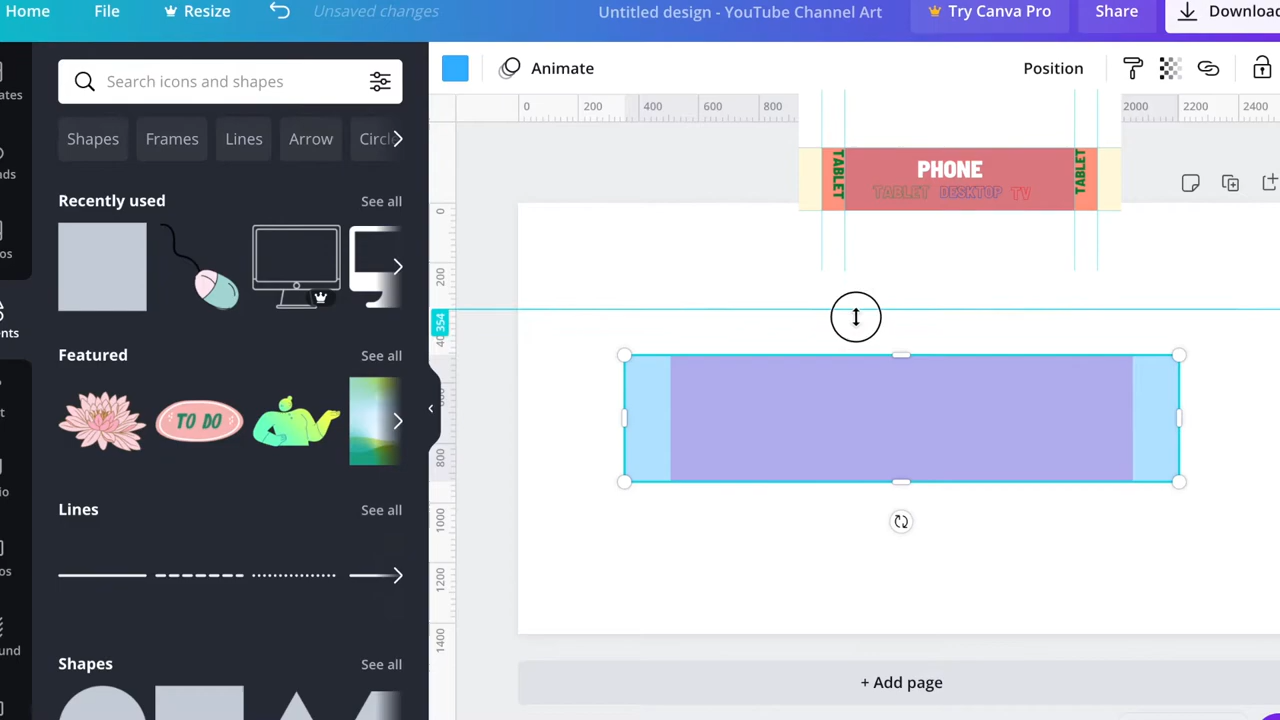 Home File Resize Unsaved changes Untitled design - YouTube Channel Art Try Canva Pro Share
Search icons and shapes
Animate Position
0 200 400 600 800 2000 2200 2400
Shapes Frames Lines Arrow
TABLET PHONE TABLET
TABLET DESKTOP TV
Recently used See all
0
200
354
Featured See all
TO DO
800
Lines See all
1000
1200
1400
Shapes See all
+ Add page